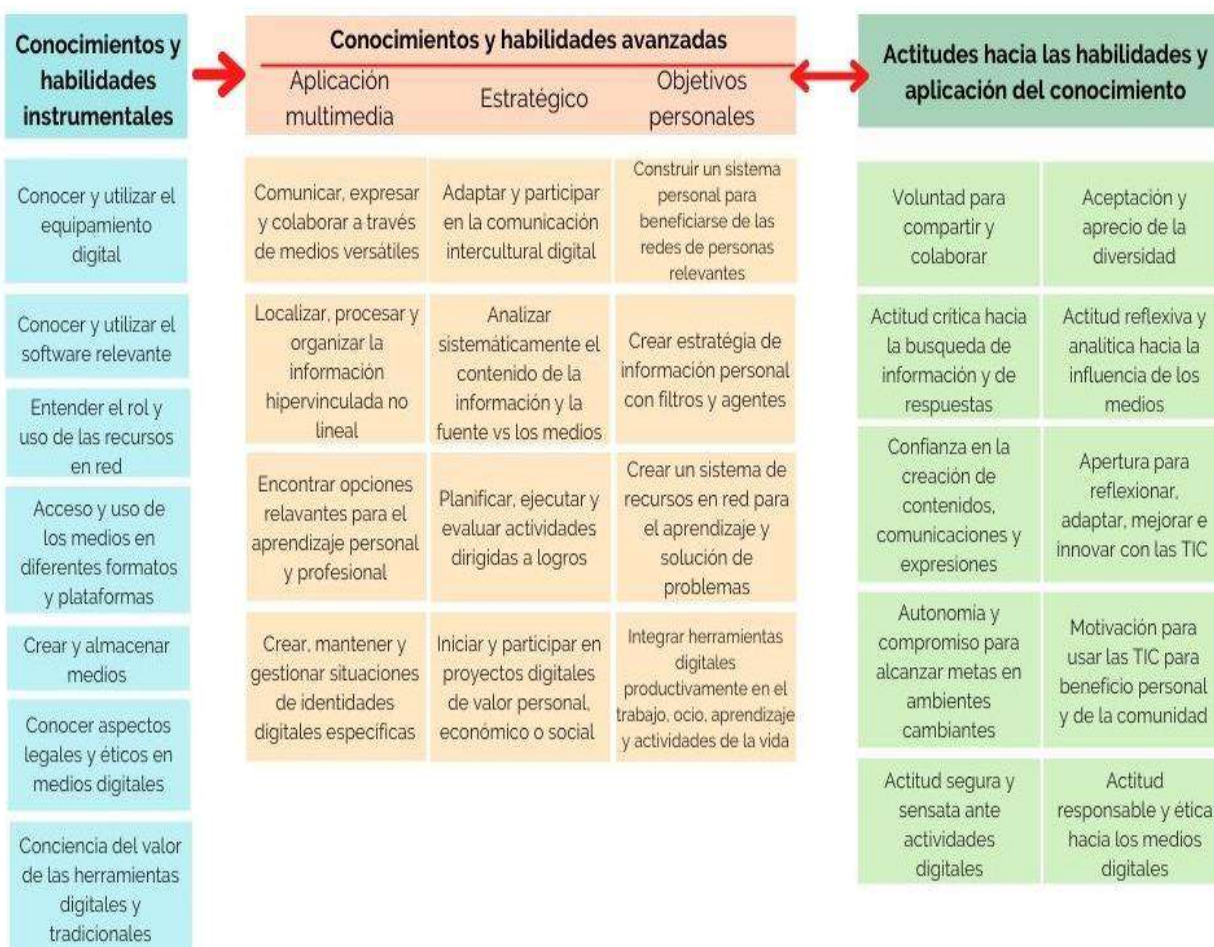 Conocimientos y
habilidades
instrumentales
Conocer y utilizar el
equipamiento
digital
Conocer y utilizar el
software relevante
Entender el rol y
uso de las recursos
en red
Acceso y uso de
los medios en
diferentes formatos
y plataformas
Crear y almacenar
medios
Conocer aspectos
legales y éticos en
medios digitales
Conciencia del valor
de las herramientas
digitales y
tradicionales
Conocimientos y habilidades avanzadas
Aplicación
multimedia
Estratégico
Objetivos
personales
Comunicar, expresar
y colaborar a través
de medios versátiles
Adaptar y participar
en la comunicación
intercultural digital
Construir un sistema
personal para
beneficiarse de las
redes de personas
relevantes
Localizar, procesar y
organizar la
información
hipervinculada no
lineal
Analizar
sistemáticamente el
contenido de la
información y la
fuente vs los medios
Crear estratégia de
información personal
con filtros y agentes
Encontrar opciones
relavantes para el
aprendizaje personal
y profesional
Planificar, ejecutar y
evaluar actividades
dirigidas a logros
Crear un sistema de
recursos en red para
el aprendizaje y
solución de
problemas
Crear, mantener y
gestionar situaciones
de identidades
digitales específicas
Iniciar y participar en
proyectos digitales
de valor personal,
económico o social
Integrar herramientas
digitales
productivamente en el
trabajo, ocio, aprendizaje
y actividades de la vida
Actitudes hacia las habilidades y
aplicación del conocimiento
Voluntad para
compartir y
colaborar
Aceptación y
aprecio de la
diversidad
Actitud crítica hacia
la busqueda de
información y de
respuestas
Actitud reflexiva y
analítica hacia la
influencia de los
medios
Confianza en la
creación de
contenidos,
comunicaciones y
expresiones
Apertura para
reflexionar,
adaptar, mejorar e
innovar con las TIC
Autonomía y
compromiso para
alcanzar metas en
ambientes
cambiantes
Motivación para
usar las TIC para
beneficio personal
y de la comunidad
Actitud segura y
sensata ante
actividades
digitales
Actitud
responsable y ética
hacia los medios
digitales